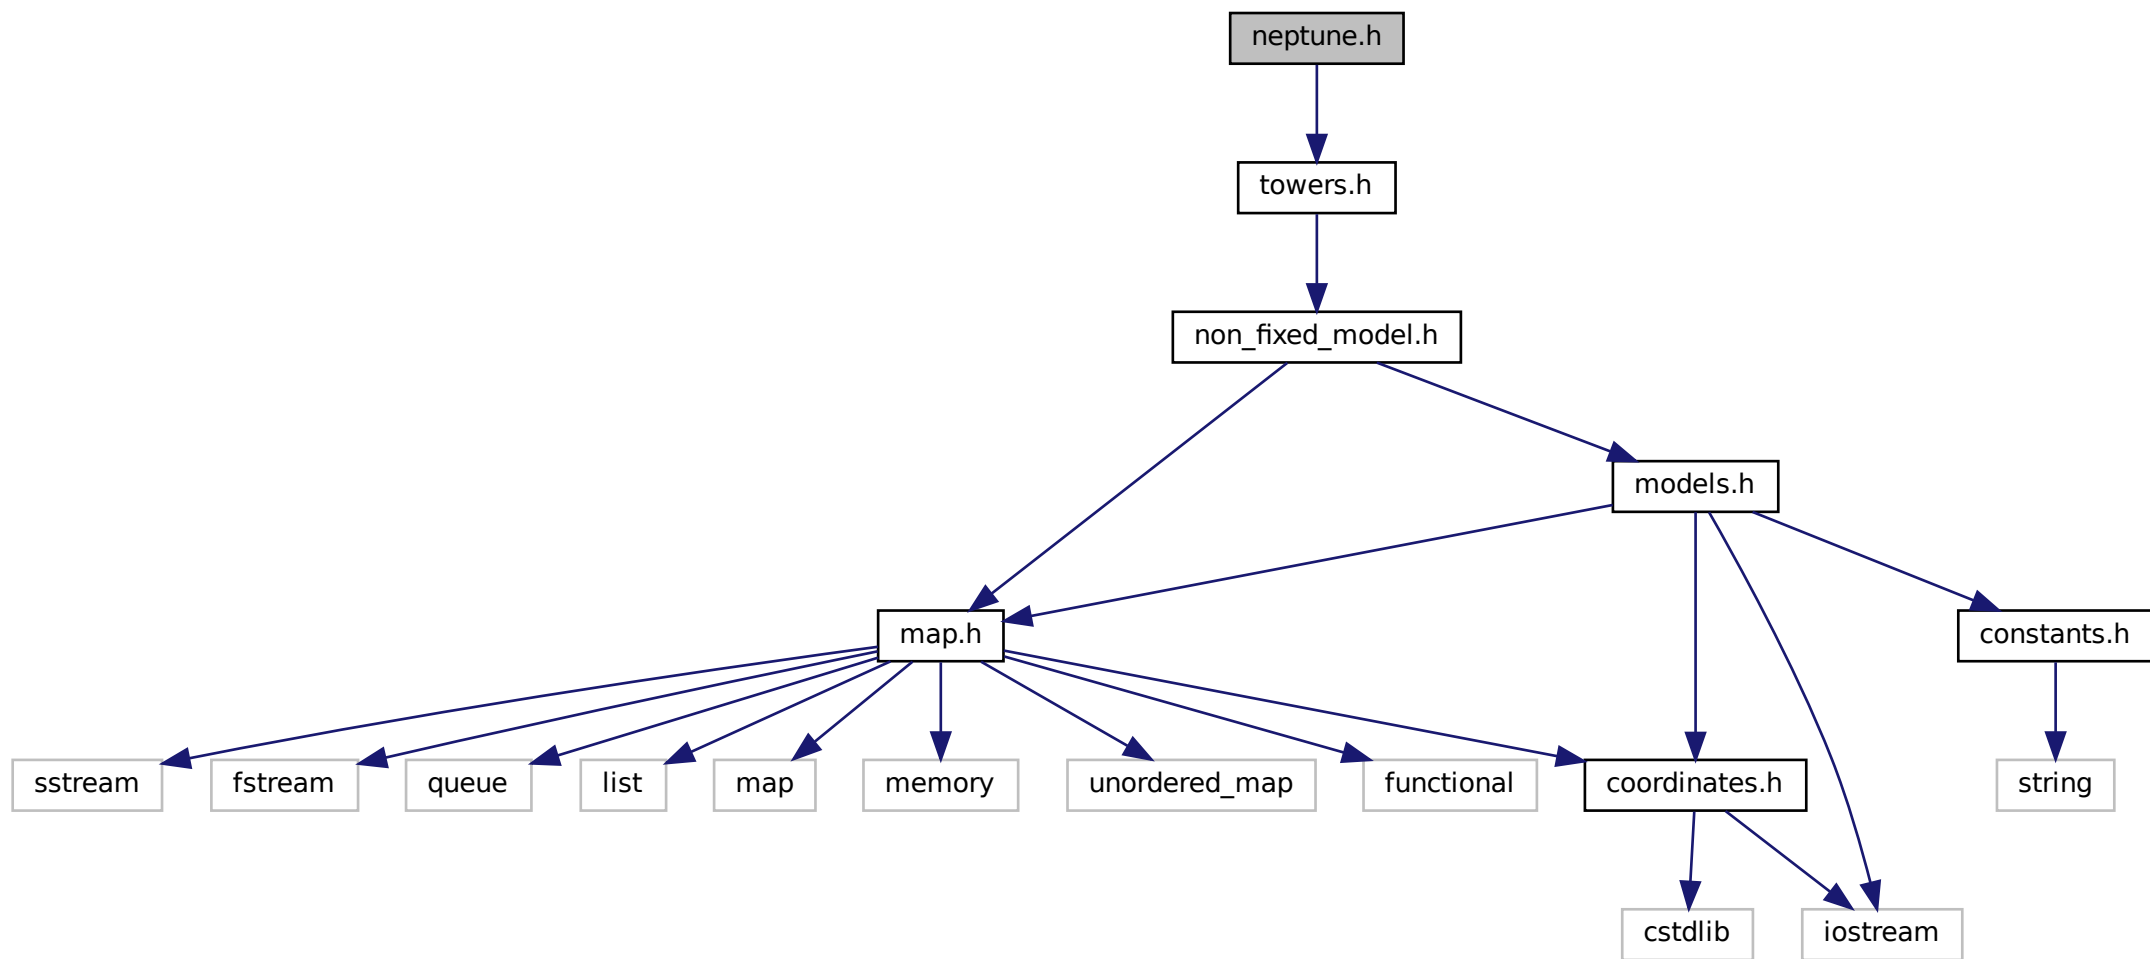 neptune.h
towers.h
non_fixed_model.h
models.h
map.h
constants.h
sstream
fstream
queue
list
map
memory
unordered_map
functional
coordinates.h
string
cstdlib
iostream